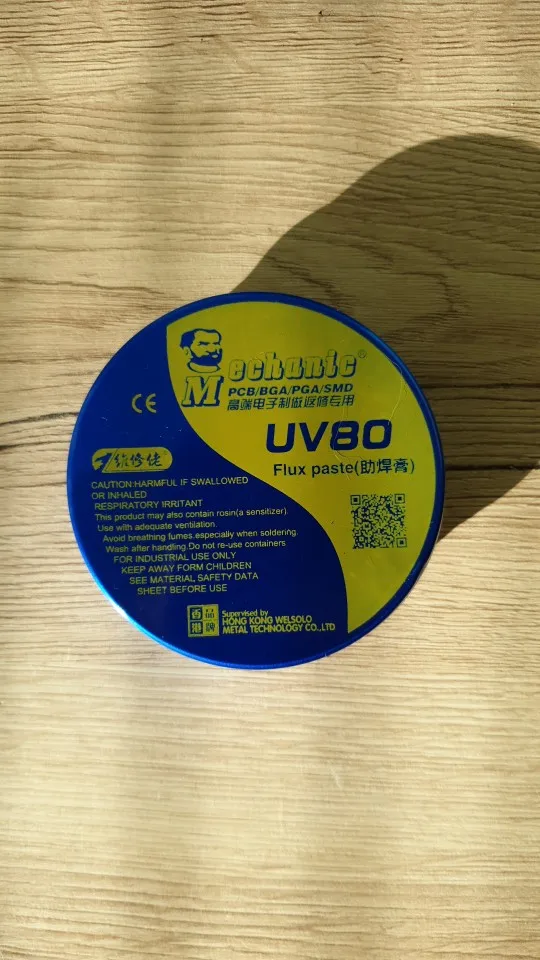 Mechanic®
PCB/BGA/PGA/SMD
高端电子制做返修专用
CE
UV80
Flux paste(助焊膏)
维修佬
CAUTION:HARMFUL IF SWALLOWED
OR INHALED
RESPIRATORY IRRITANT
This product may also contain rosin(a sensitizer).
Use with adequate ventilation.
Avoid breathing fumes.especially when soldering.
Wash after handling.Do not re-use containers
FOR INDUSTRIAL USE ONLY
KEEP AWAY FORM CHILDREN
SEE MATERIAL SAFETY DATA
SHEET BEFORE USE
香港品牌
Supervised by
HONG KONG WELSOLO
METAL TECHNOLOGY CO.,LTD